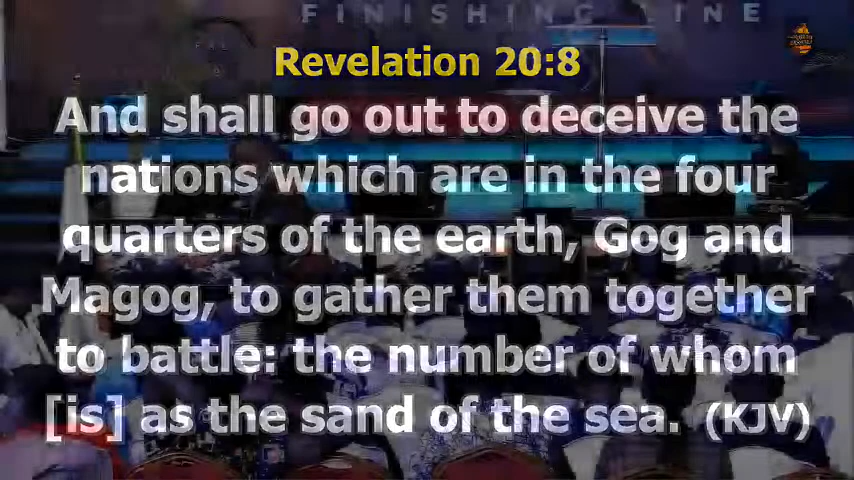 FINISHING LINE
Revelation 20:8
And shall go out to deceive the
nations which are in the four
quarters of the earth, Gog and
Magog, to gather them together
to battle: the number of whom
[is] as the sand of the sea. (KJV)